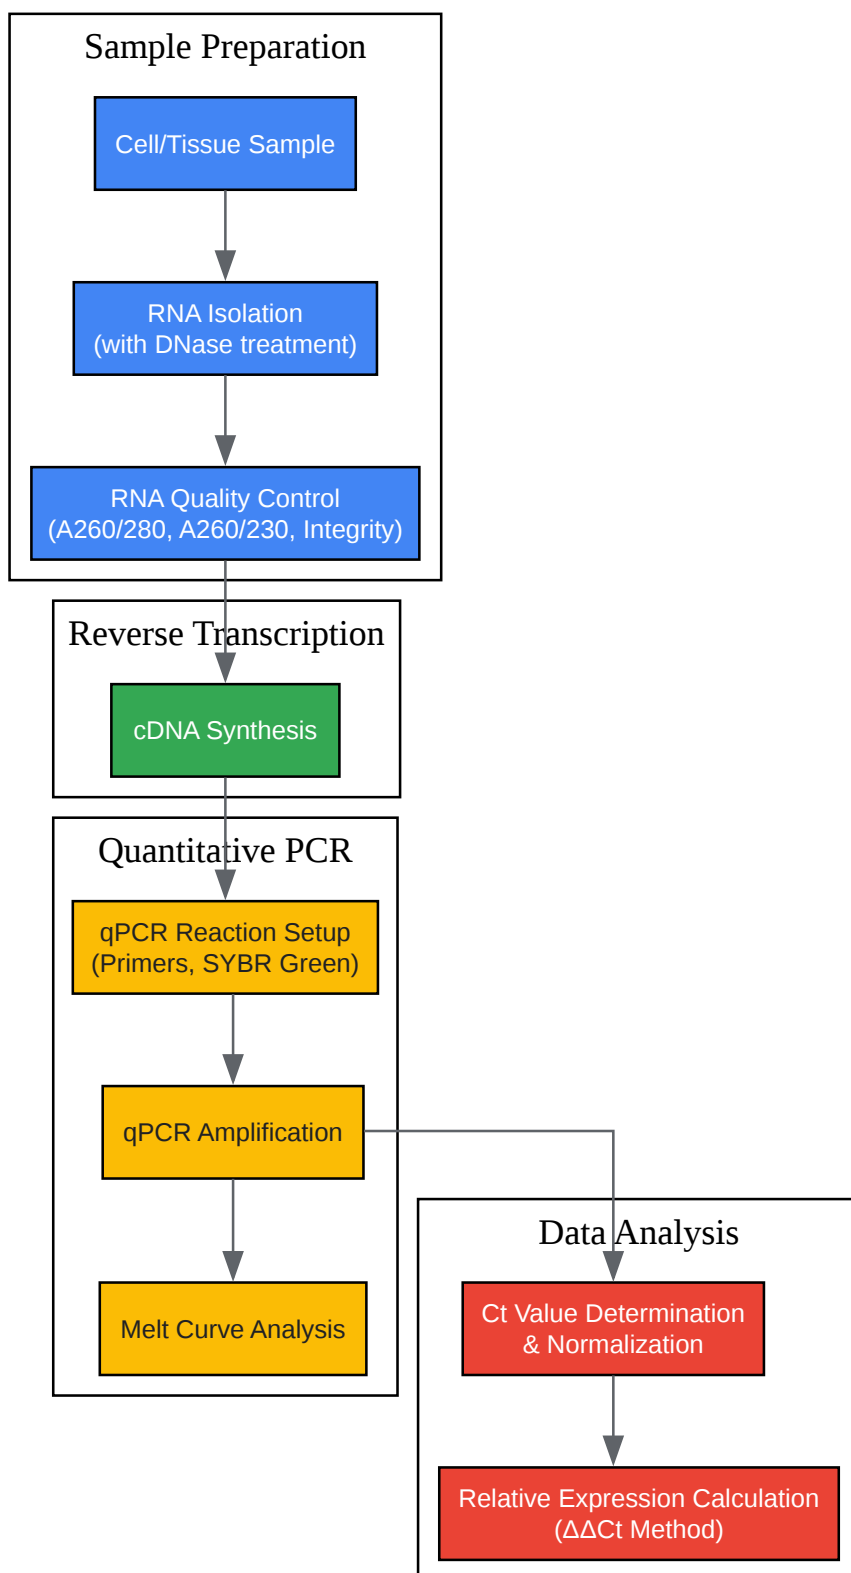 Sample Preparation
Cell/Tissue Sample
RNA Isolation
(with DNase treatment)
RNA Quality Control
(A260/280, A260/230, Integrity)
Reverse Transcription
cDNA Synthesis
Quantitative PCR
qPCR Reaction Setup
(Primers, SYBR Green)
qPCR Amplification
Melt Curve Analysis
Data Analysis
Ct Value Determination
& Normalization
Relative Expression Calculation
(ΔΔCt Method)